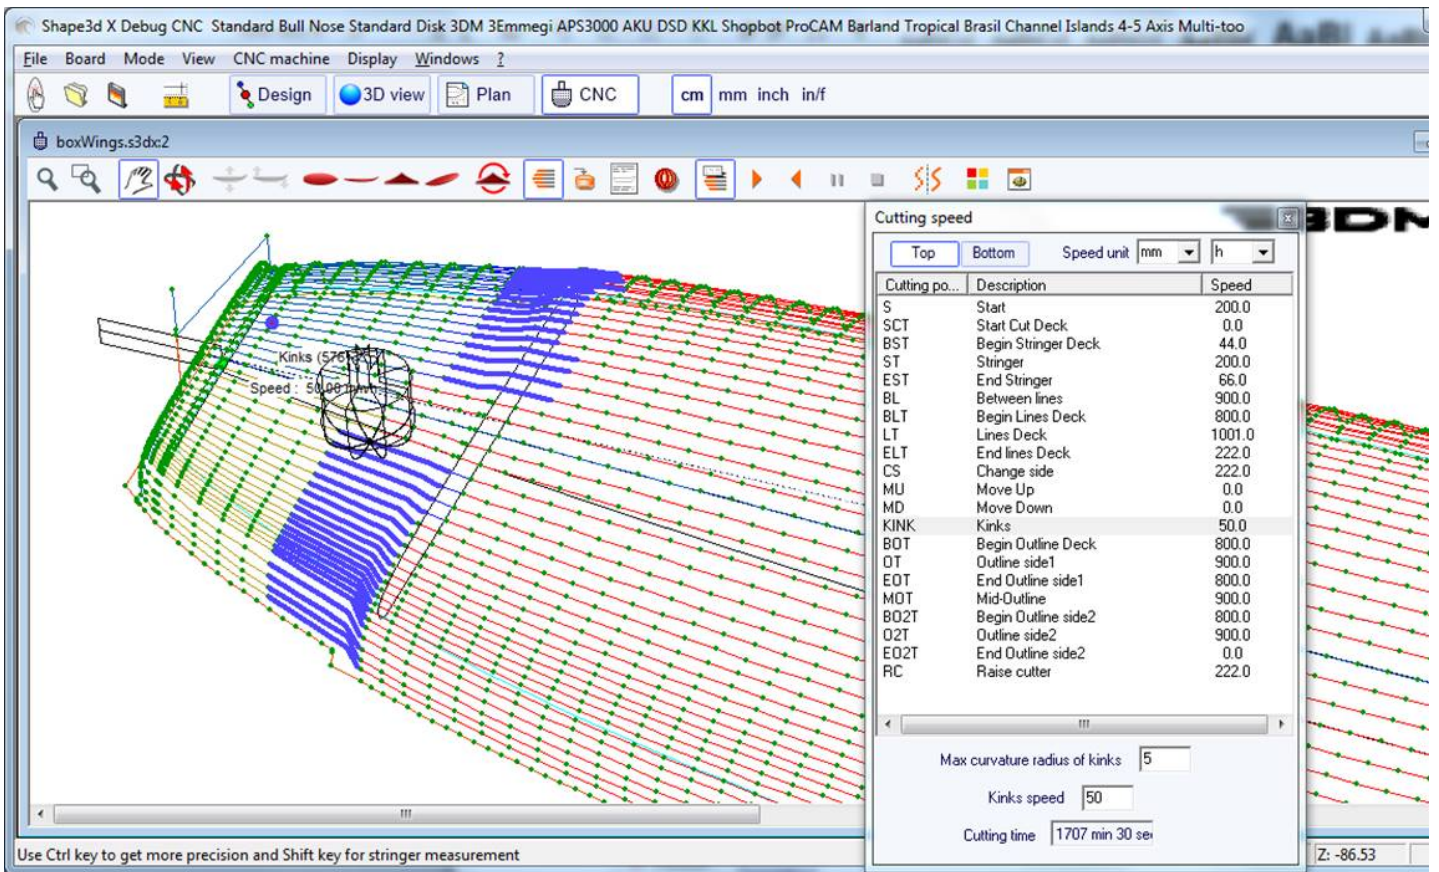 Shape3d X Debug CNC Standard Bull Nose Standard Disk 3DM 3Emmegi APS3000 AKU DSD KKL Shopbot ProCAM Barland Tropical Brasil Channel Islands 4-5 Axis Multi-too
File Board Mode View CNC machine Display Windows ?
Design 3D view Plan CNC cm mm inch in/f
boxWings.s3dx:2
3DM
Cutting speed
Top Bottom Speed unit mm h
Cutting po... Description Speed
S Start 200.0
SCT Start Cut Deck 0.0
BST Begin Stringer Deck 44.0
ST Stringer 200.0
EST End Stringer 66.0
BL Between lines 900.0
BLT Begin Lines Deck 800.0
LT Lines Deck 1001.0
ELT End lines Deck 222.0
CS Change side 222.0
MU Move Up 0.0
MD Move Down 0.0
KINK Kinks 50.0
BOT Begin Outline Deck 800.0
OT Outline side1 900.0
EOT End Outline side1 800.0
MOT Mid-Outline 900.0
BO2T Begin Outline side2 800.0
O2T Outline side2 900.0
EO2T End Outline side2 0.0
RC Raise cutter 222.0
Max curvature radius of kinks 5
Kinks speed 50
Cutting time 1707 min 30 se
Kinks
Speed :
Use Ctrl key to get more precision and Shift key for stringer measurement
Z: -86.53